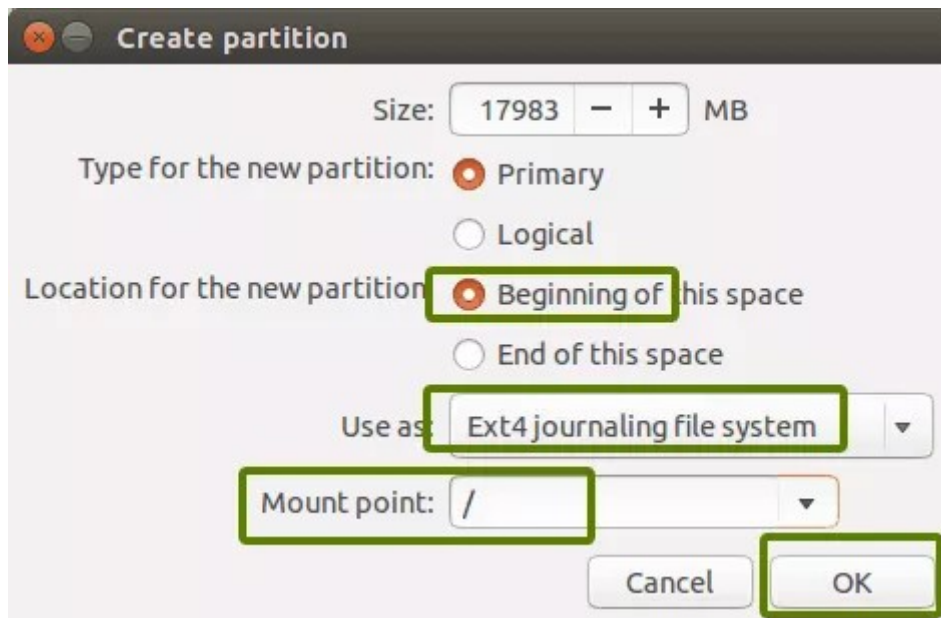 Create partition
Size: 17983 − + MB
Type for the new partition: Primary
Logical
Location for the new partition Beginning of this space
End of this space
Use as: Ext4 journaling file system
Mount point: /
Cancel OK